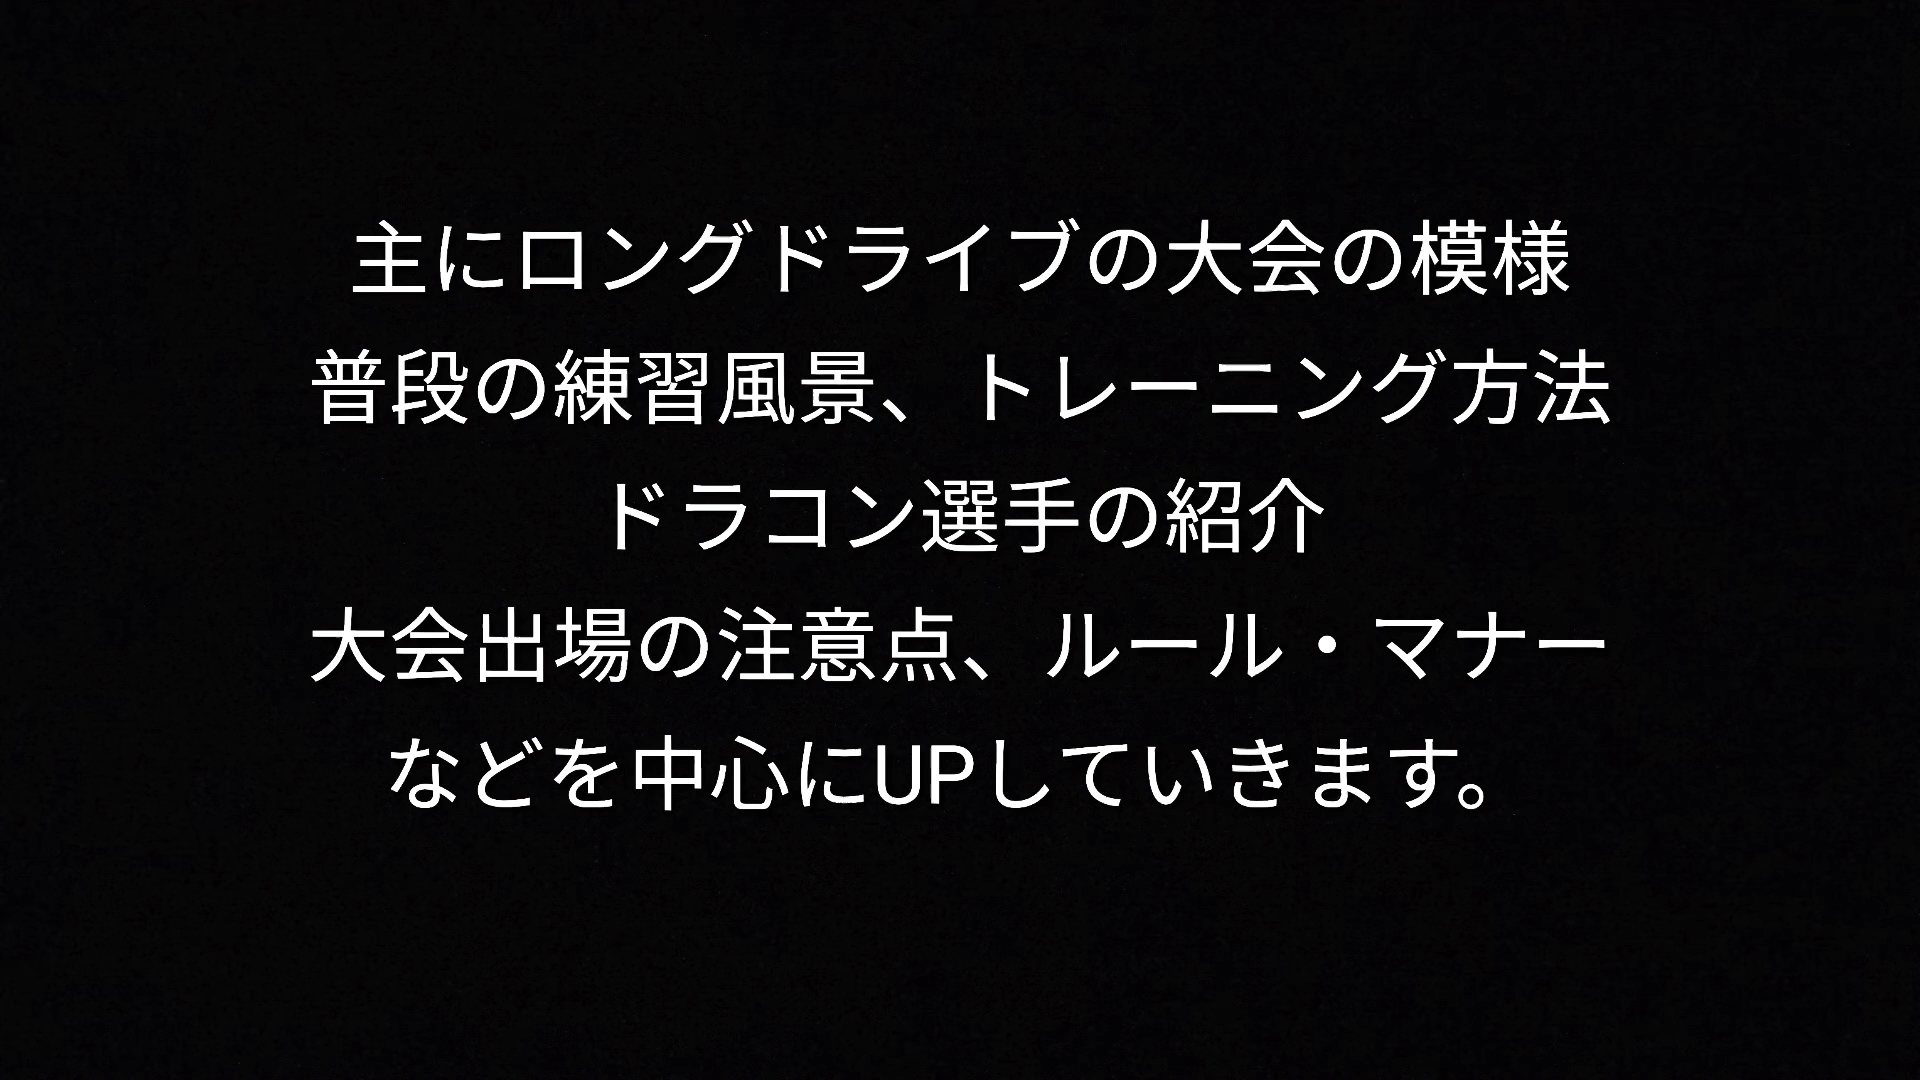 主にロングドライブの大会の模様
普段の練習風景、トレーニング方法
ドラコン選手の紹介
大会出場の注意点、ルール・マナー
などを中心にUPしていきます。